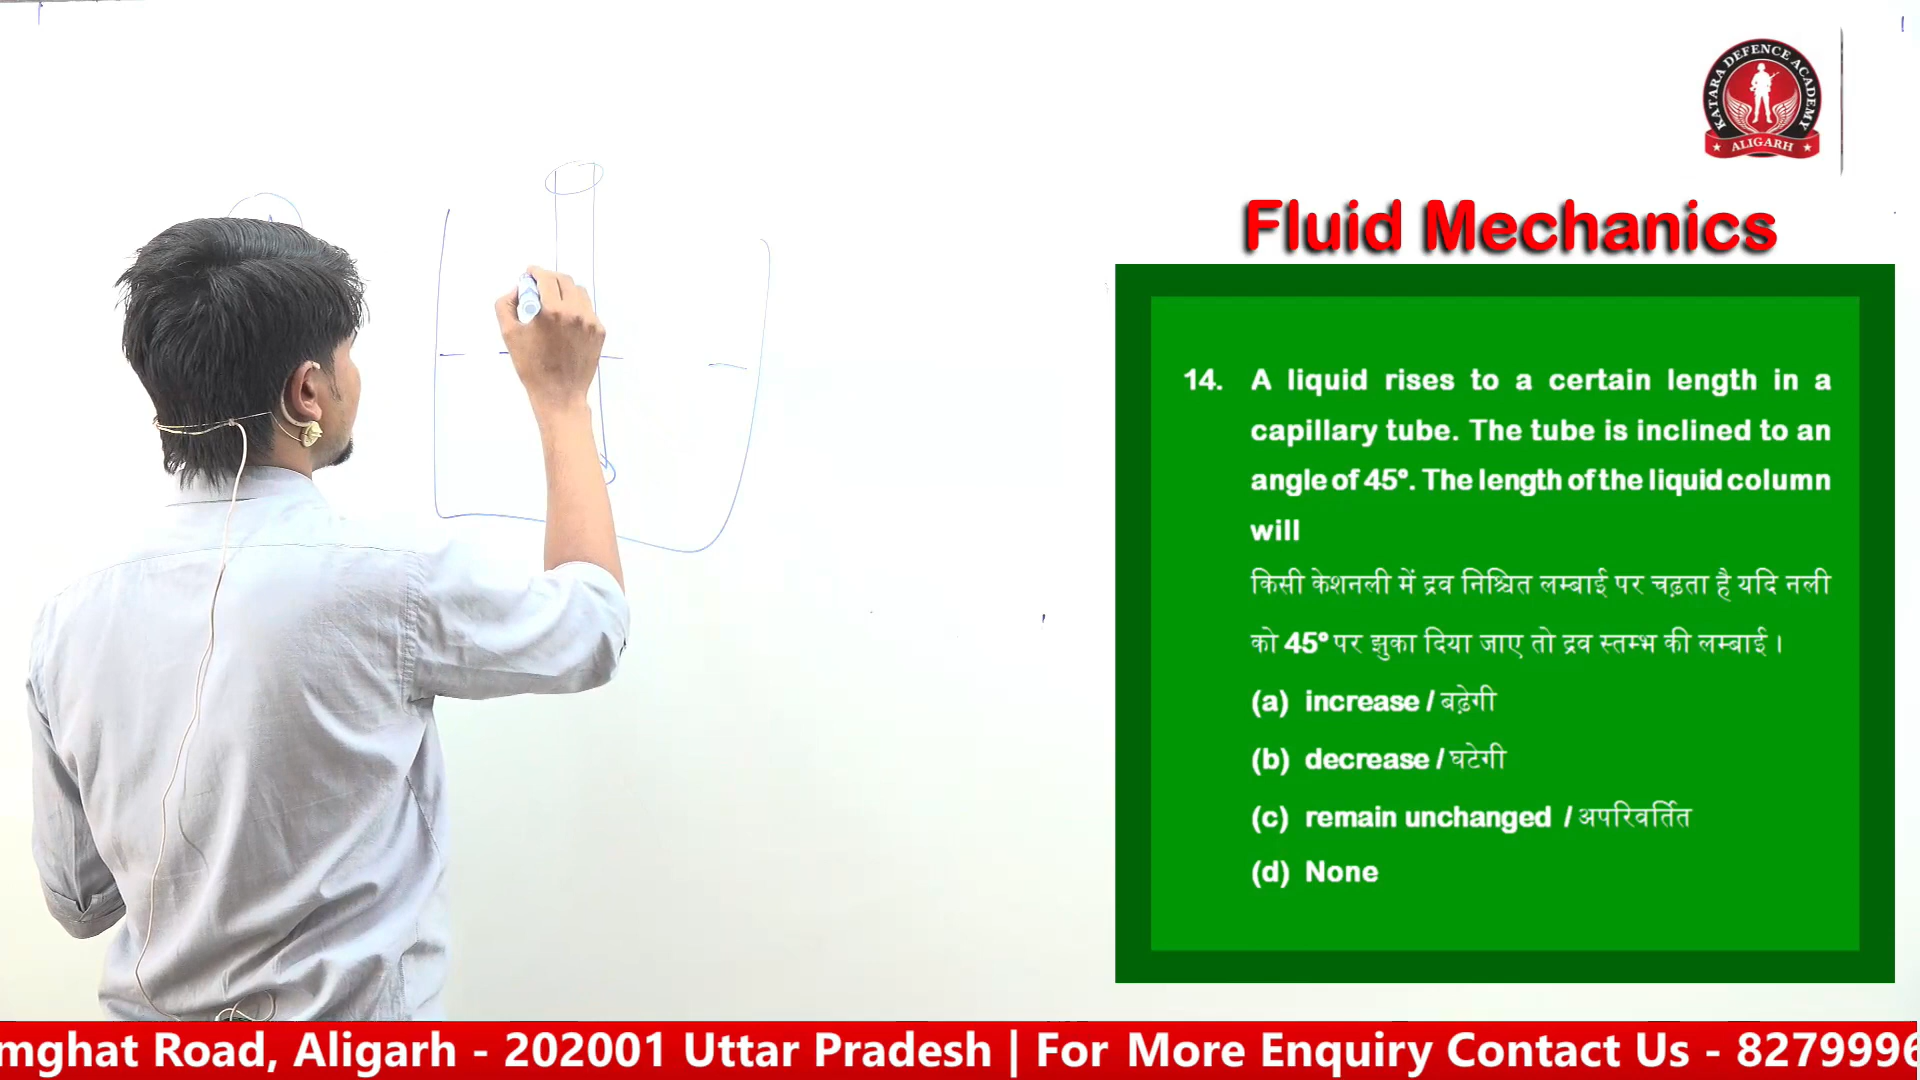 KATARA DEFENCE ACADEMY
ALIGARH
Fluid Mechanics
14. A liquid rises to a certain length in a
capillary tube. The tube is inclined to an
angle of 45°. The length of the liquid column
will
किसी केशनली में द्रव निश्चित लम्बाई पर चढ़ता है यदि नली
को 45° पर झुका दिया जाए तो द्रव स्तम्भ की लम्बाई।
(a) increase / बढ़ेगी
(b) decrease / घटेगी
(c) remain unchanged / अपरिवर्तित
(d) None
mghat Road, Aligarh - 202001 Uttar Pradesh | For More Enquiry Contact Us - 8279996